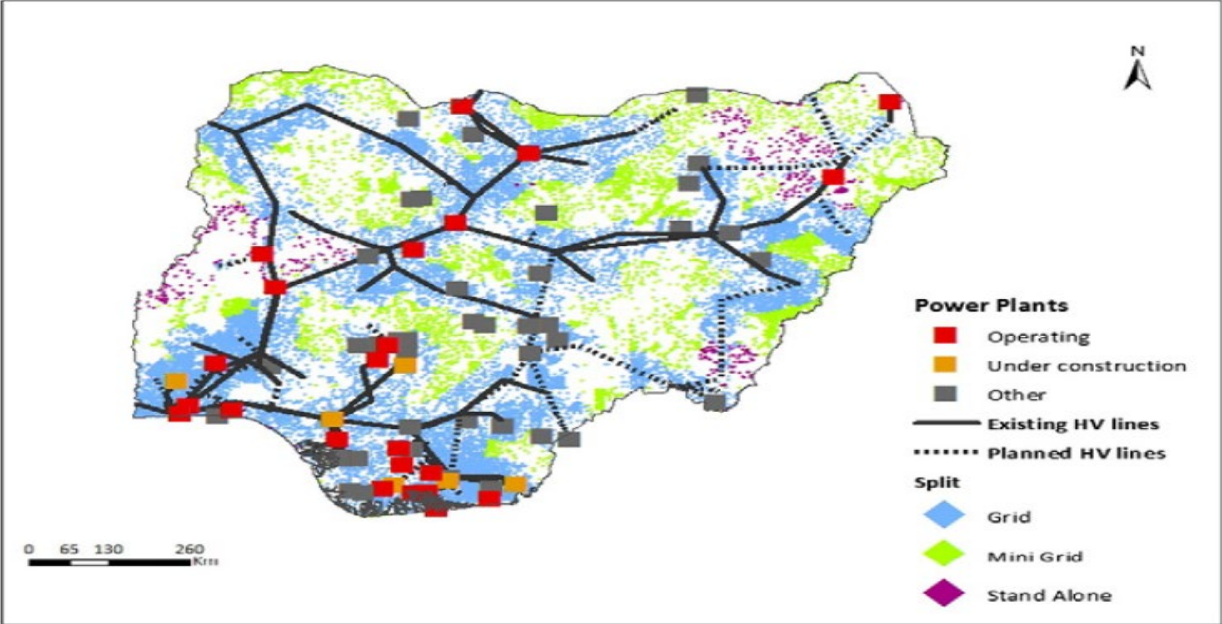 N
Power Plants
Operating
Under construction
Other
Existing HV lines
Planned HV lines
Split
Grid
Mini Grid
Stand Alone
0 65 130 260
Km